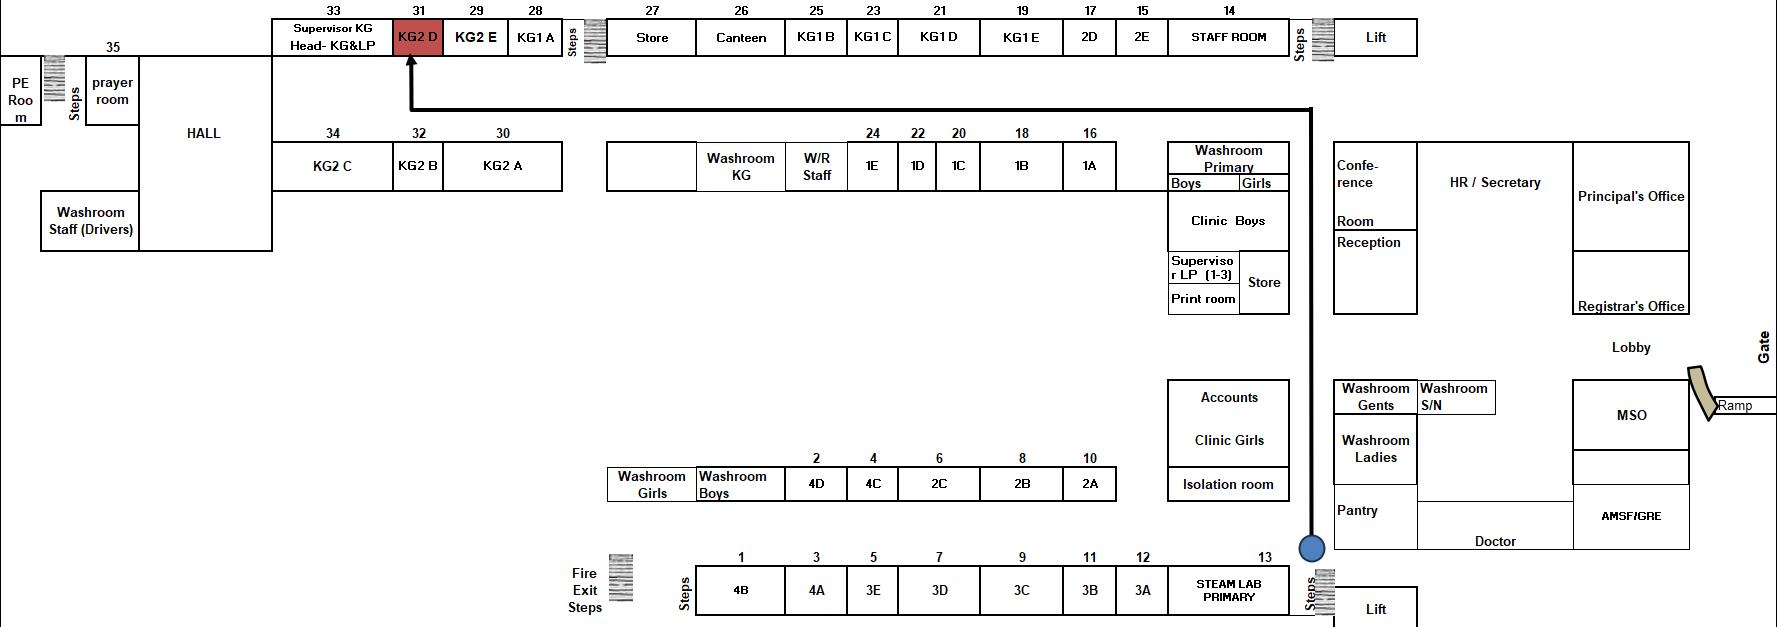 33 31 29 28 27 26 25 23 21 19 17 15 14
Supervisor KG
Head- KG&LP
KG2 D
KG2 E
KG1 A
Steps
Store
Canteen
KG1 B
KG1 C
KG1 D
KG1 E
2D
2E
STAFF ROOM
Steps
Lift
35
PE
Roo
m
Steps
prayer
room
HALL
Washroom
Staff (Drivers)
34 32 30 24 22 20 18 16
KG2 C
KG2 B
KG2 A
Washroom
KG
W/R
Staff
1E
1D
1C
1B
1A
Washroom
Primary
Boys
Girls
Clinic Boys
Superviso
r LP (1-3)
Print room
Store
Confe-
rence
Room
Reception
HR / Secretary
Principal's Office
Registrar's Office
Lobby
Gate
Ramp
Accounts
Clinic Girls
Isolation room
Washroom
Gents
Washroom
S/N
Washroom
Ladies
MSO
Pantry
Doctor
AMSF/GRE
2 4 6 8 10
Washroom
Girls
Washroom
Boys
4D
4C
2C
2B
2A
1 3 5 7 9 11 12 13
Fire
Exit
Steps
Steps
4B
4A
3E
3D
3C
3B
3A
STEAM LAB
PRIMARY
Steps
Lift